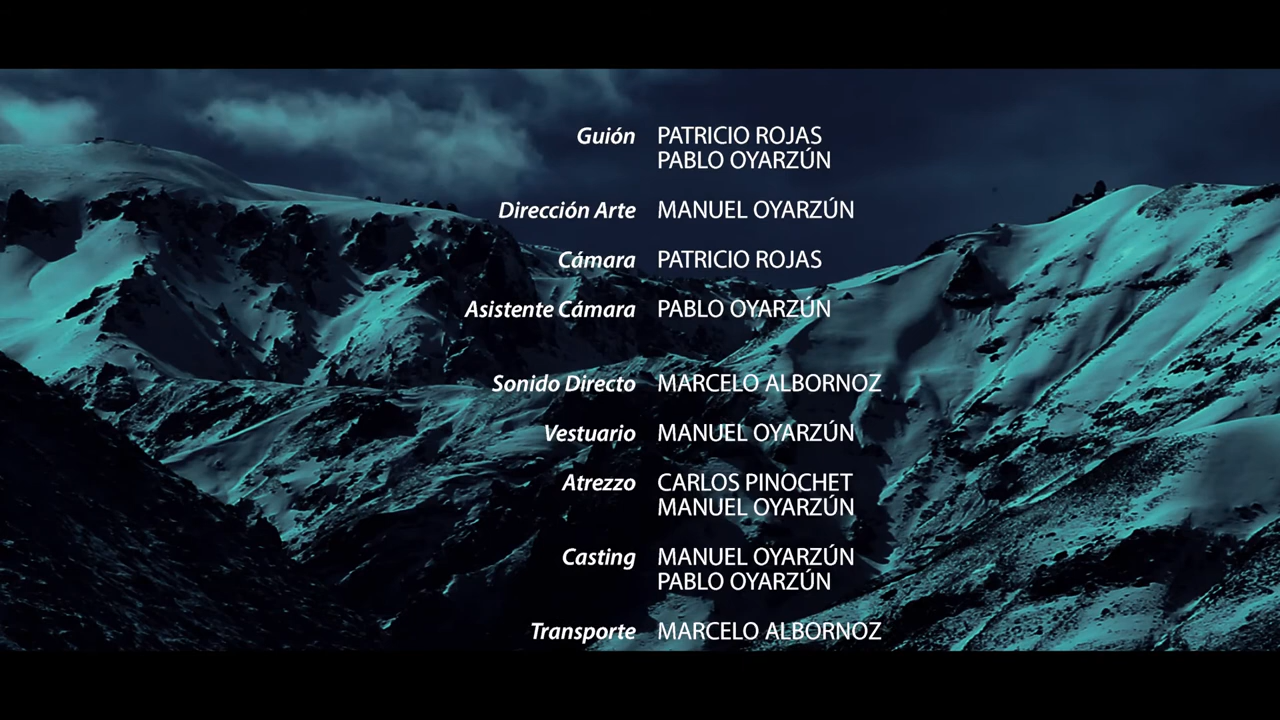 Guión PATRICIO ROJAS
PABLO OYARZÚN
Dirección Arte MANUEL OYARZÚN
Cámara PATRICIO ROJAS
Asistente Cámara PABLO OYARZÚN
Sonido Directo MARCELO ALBORNOZ
Vestuario MANUEL OYARZÚN
Atrezzo CARLOS PINOCHET
MANUEL OYARZÚN
Casting MANUEL OYARZÚN
PABLO OYARZÚN
Transporte MARCELO ALBORNOZ